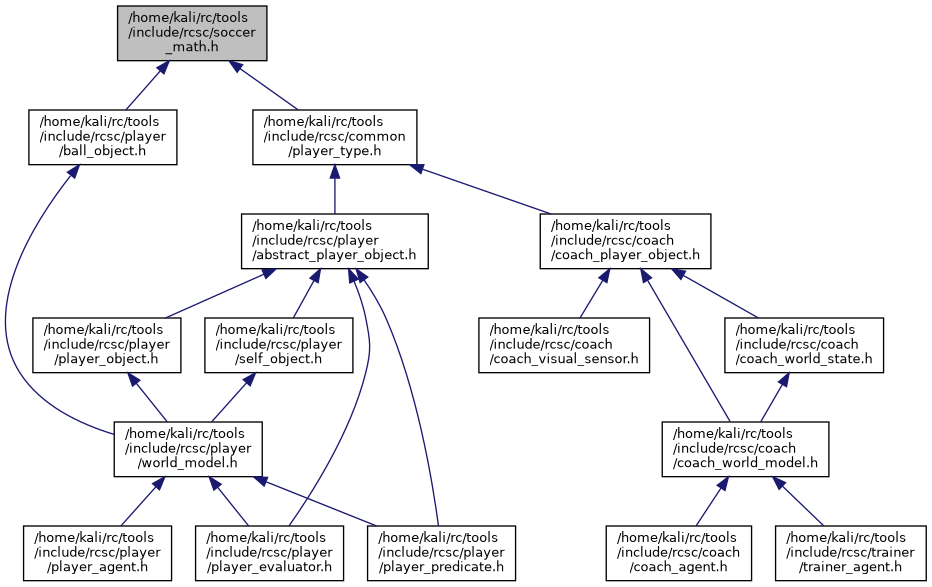 /home/kali/rc/tools
/include/rcsc/soccer
_math.h
/home/kali/rc/tools
/include/rcsc/player
/ball_object.h
/home/kali/rc/tools
/include/rcsc/common
/player_type.h
/home/kali/rc/tools
/include/rcsc/player
/abstract_player_object.h
/home/kali/rc/tools
/include/rcsc/coach
/coach_player_object.h
/home/kali/rc/tools
/include/rcsc/player
/player_object.h
/home/kali/rc/tools
/include/rcsc/player
/self_object.h
/home/kali/rc/tools
/include/rcsc/coach
/coach_visual_sensor.h
/home/kali/rc/tools
/include/rcsc/coach
/coach_world_state.h
/home/kali/rc/tools
/include/rcsc/player
/world_model.h
/home/kali/rc/tools
/include/rcsc/coach
/coach_world_model.h
/home/kali/rc/tools
/include/rcsc/player
/player_agent.h
/home/kali/rc/tools
/include/rcsc/player
/player_evaluator.h
/home/kali/rc/tools
/include/rcsc/player
/player_predicate.h
/home/kali/rc/tools
/include/rcsc/coach
/coach_agent.h
/home/kali/rc/tools
/include/rcsc/trainer
/trainer_agent.h